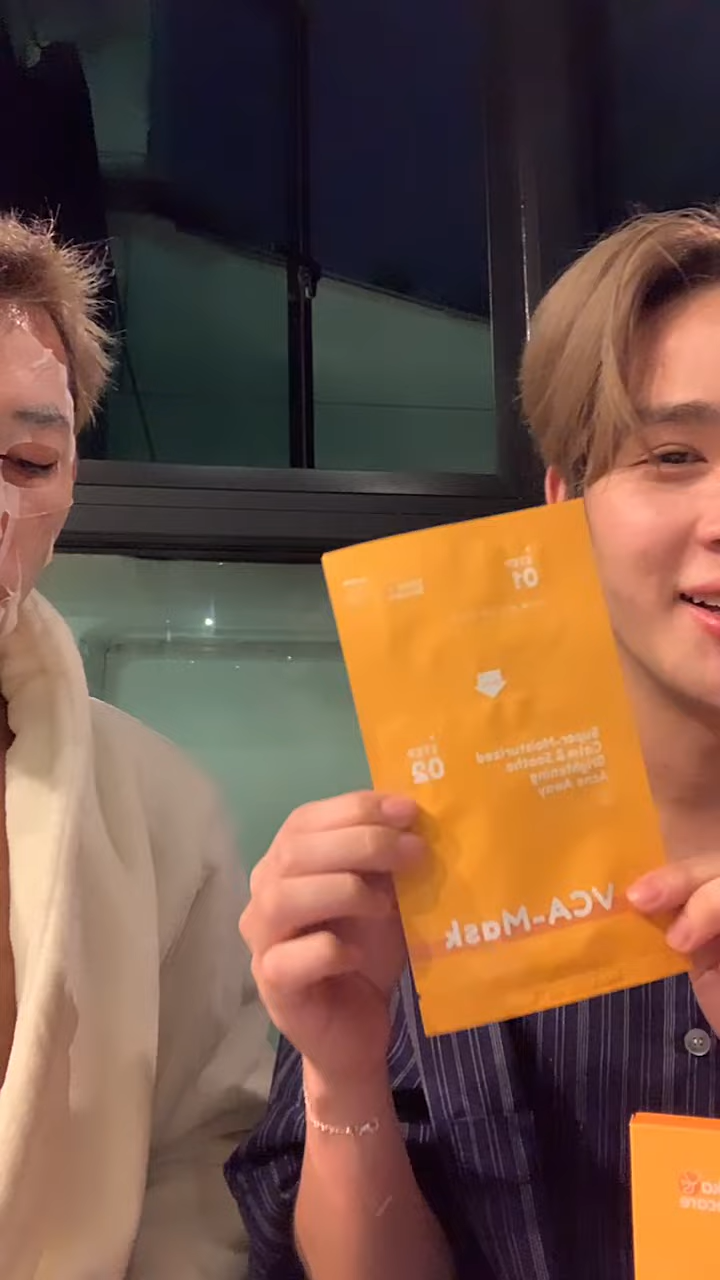 STEP
01
STEP
02
Super-Moisturized
Calm & Soothe
Brightening
Acne Away
VCA-Mask